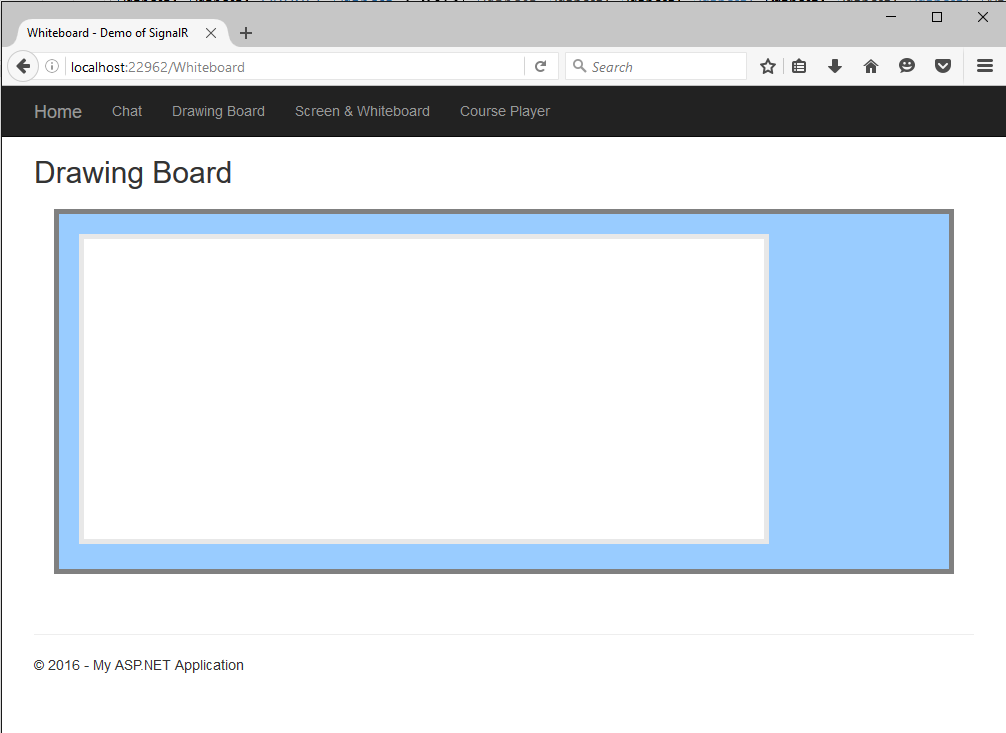 Whiteboard - Demo of SignalR
localhost:22962/Whiteboard
Search
Home Chat Drawing Board Screen & Whiteboard Course Player
Drawing Board
© 2016 - My ASP.NET Application